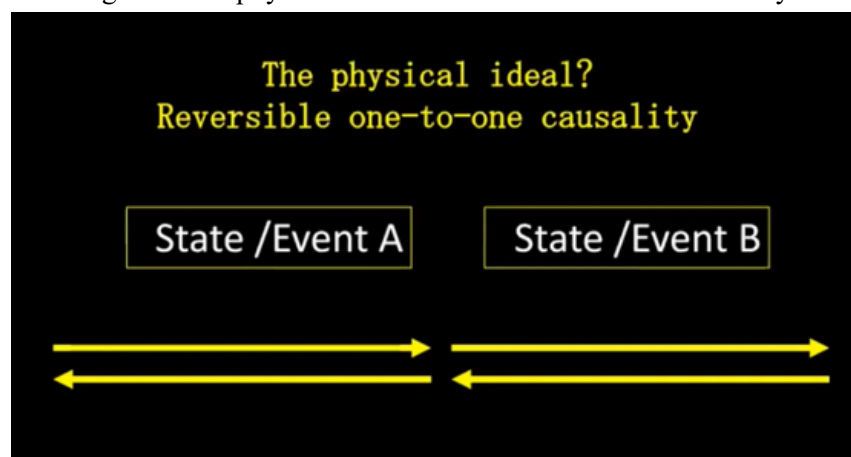 The physical ideal?
Reversible one-to-one causality
State /Event A
State /Event B